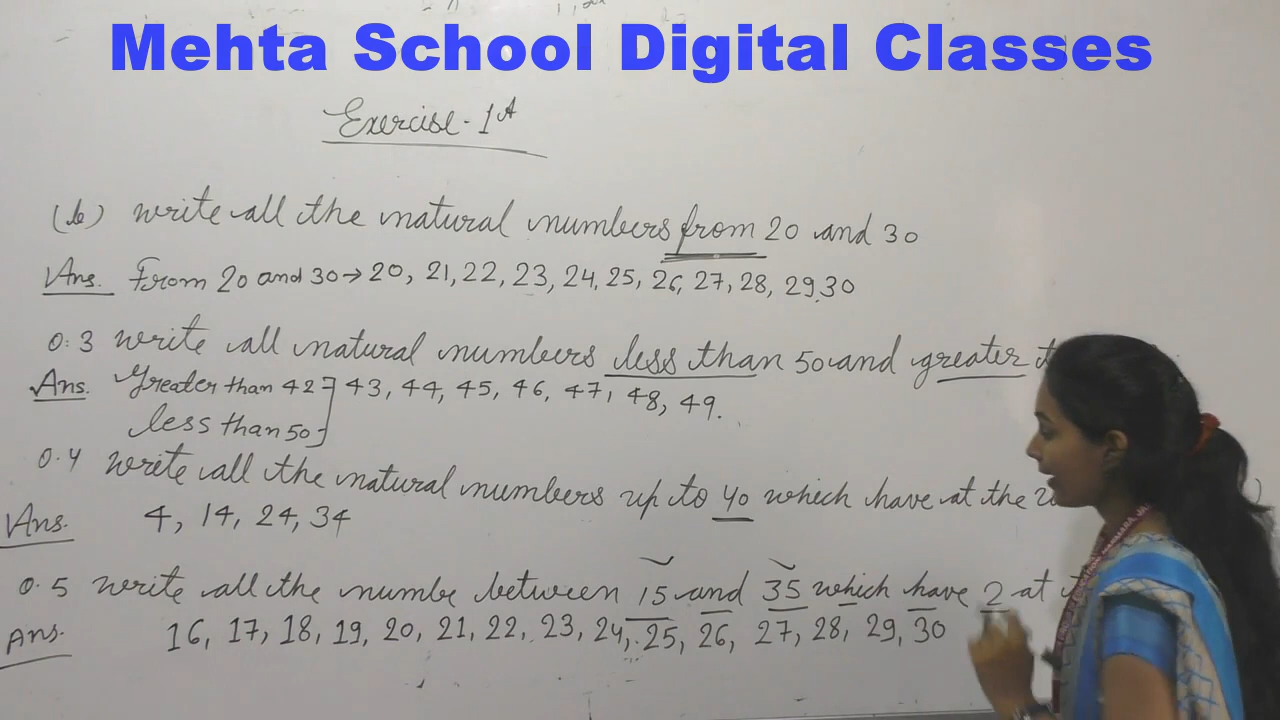 Mehta School Digital Classes
Exercise - 1A
(b) write all the natural numbers from 20 and 30
Ans. From 20 and 30 → 20, 21, 22, 23, 24, 25, 26, 27, 28, 29, 30
Q.3 write all natural numbers less than 50 and greater
Ans. Greater than 42 ] 43, 44, 45, 46, 47, 48, 49.
less than 50 ]
Q.4 write all the natural numbers up to 40 which have at the
Ans. 4, 14, 24, 34
Q.5 write all the numbe between 15 and 35 which have 2 at
Ans. 16, 17, 18, 19, 20, 21, 22, 23, 24, 25, 26, 27, 28, 29, 30